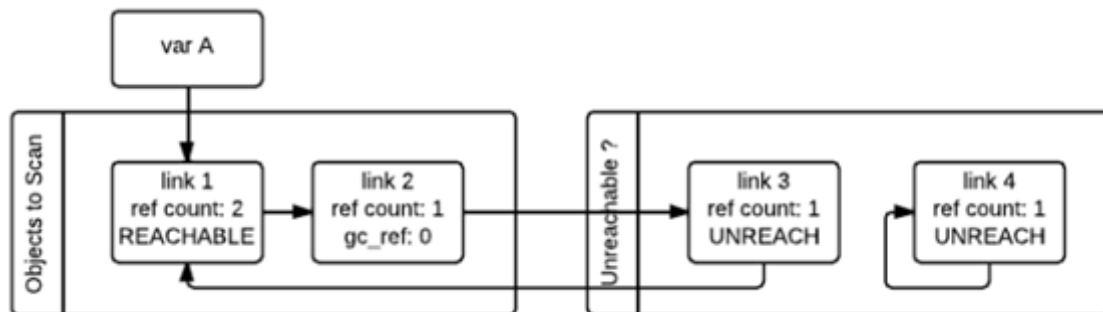 var A
Objects to Scan
link 1
ref count: 2
REACHABLE
link 2
ref count: 1
gc_ref: 0
Unreachable ?
link 3
ref count: 1
UNREACH
link 4
ref count: 1
UNREACH